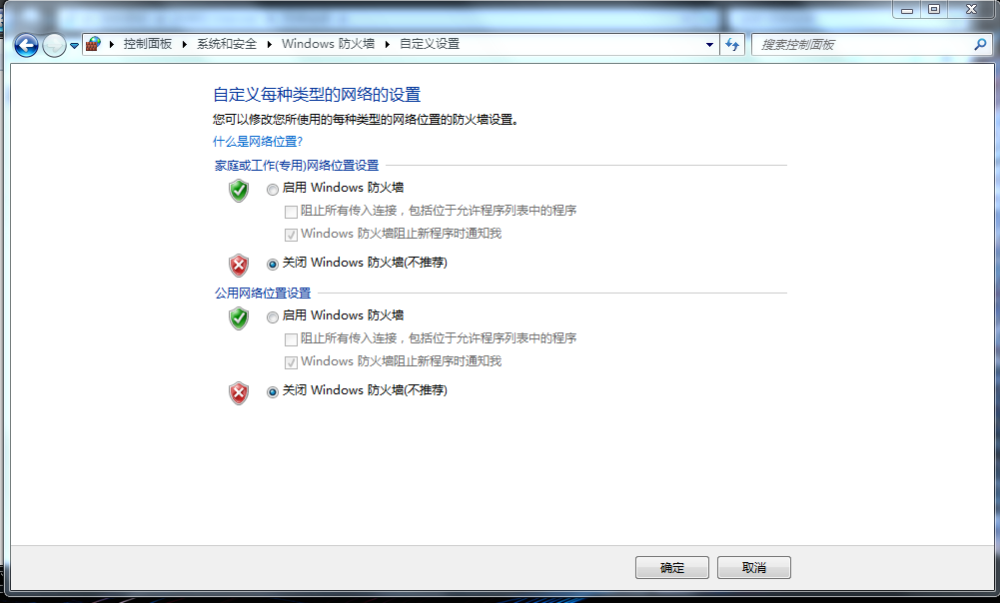 控制面板 系统和安全 Windows 防火墙 自定义设置 搜索控制面板
自定义每种类型的网络的设置
您可以修改您所使用的每种类型的网络位置的防火墙设置。
什么是网络位置?
家庭或工作(专用)网络位置设置
启用 Windows 防火墙
阻止所有传入连接，包括位于允许程序列表中的程序
Windows 防火墙阻止新程序时通知我
关闭 Windows 防火墙(不推荐)
公用网络位置设置
启用 Windows 防火墙
阻止所有传入连接，包括位于允许程序列表中的程序
Windows 防火墙阻止新程序时通知我
关闭 Windows 防火墙(不推荐)
确定 取消